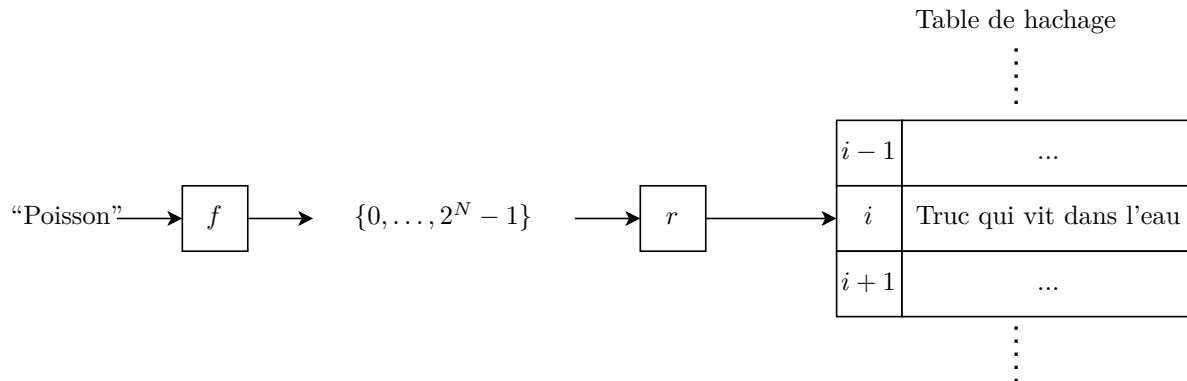 Table de hachage
i − 1 ...
“Poisson” f {0, . . . , 2^N − 1} r i Truc qui vit dans l'eau
i + 1 ...